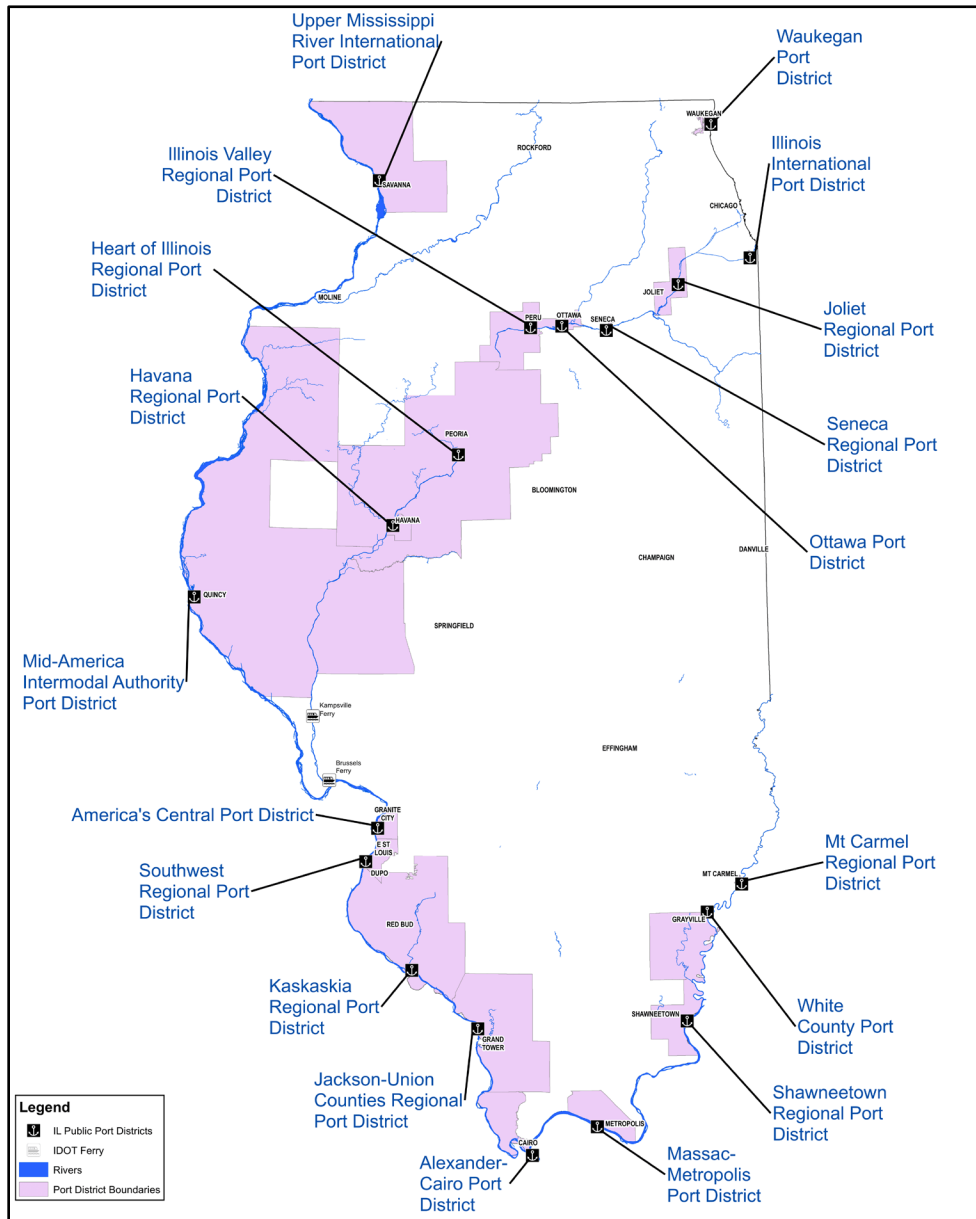 Upper Mississippi
River International
Port District
Waukegan
Port
District
WAUKEGAN
Illinois Valley
Regional Port
District
ROCKFORD
Illinois
International
Port District
SAVANNA
CHICAGO
Heart of Illinois
Regional Port
District
MOLINE
JOLIET
Joliet
Regional Port
District
PERU
OTTAWA
SENECA
Havana
Regional Port
District
Seneca
Regional Port
District
PEORIA
BLOOMINGTON
HAVANA
Ottawa Port
District
CHAMPAIGN
DANVILLE
QUINCY
SPRINGFIELD
Mid-America
Intermodal Authority
Port District
Kampsville
Ferry
EFFINGHAM
Brussels
Ferry
America's Central Port District
GRANITE
CITY
E ST
LOUIS
DUPO
Southwest
Regional Port
District
Mt Carmel
Regional Port
District
MT CARMEL
GRAYVILLE
RED BUD
Kaskaskia
Regional Port
District
White
County Port
District
SHAWNEETOWN
GRAND
TOWER
Jackson-Union
Counties Regional
Port District
Shawneetown
Regional Port
District
METROPOLIS
CAIRO
Alexander-
Cairo Port
District
Massac-
Metropolis
Port District
Legend
IL Public Port Districts
IDOT Ferry
Rivers
Port District Boundaries